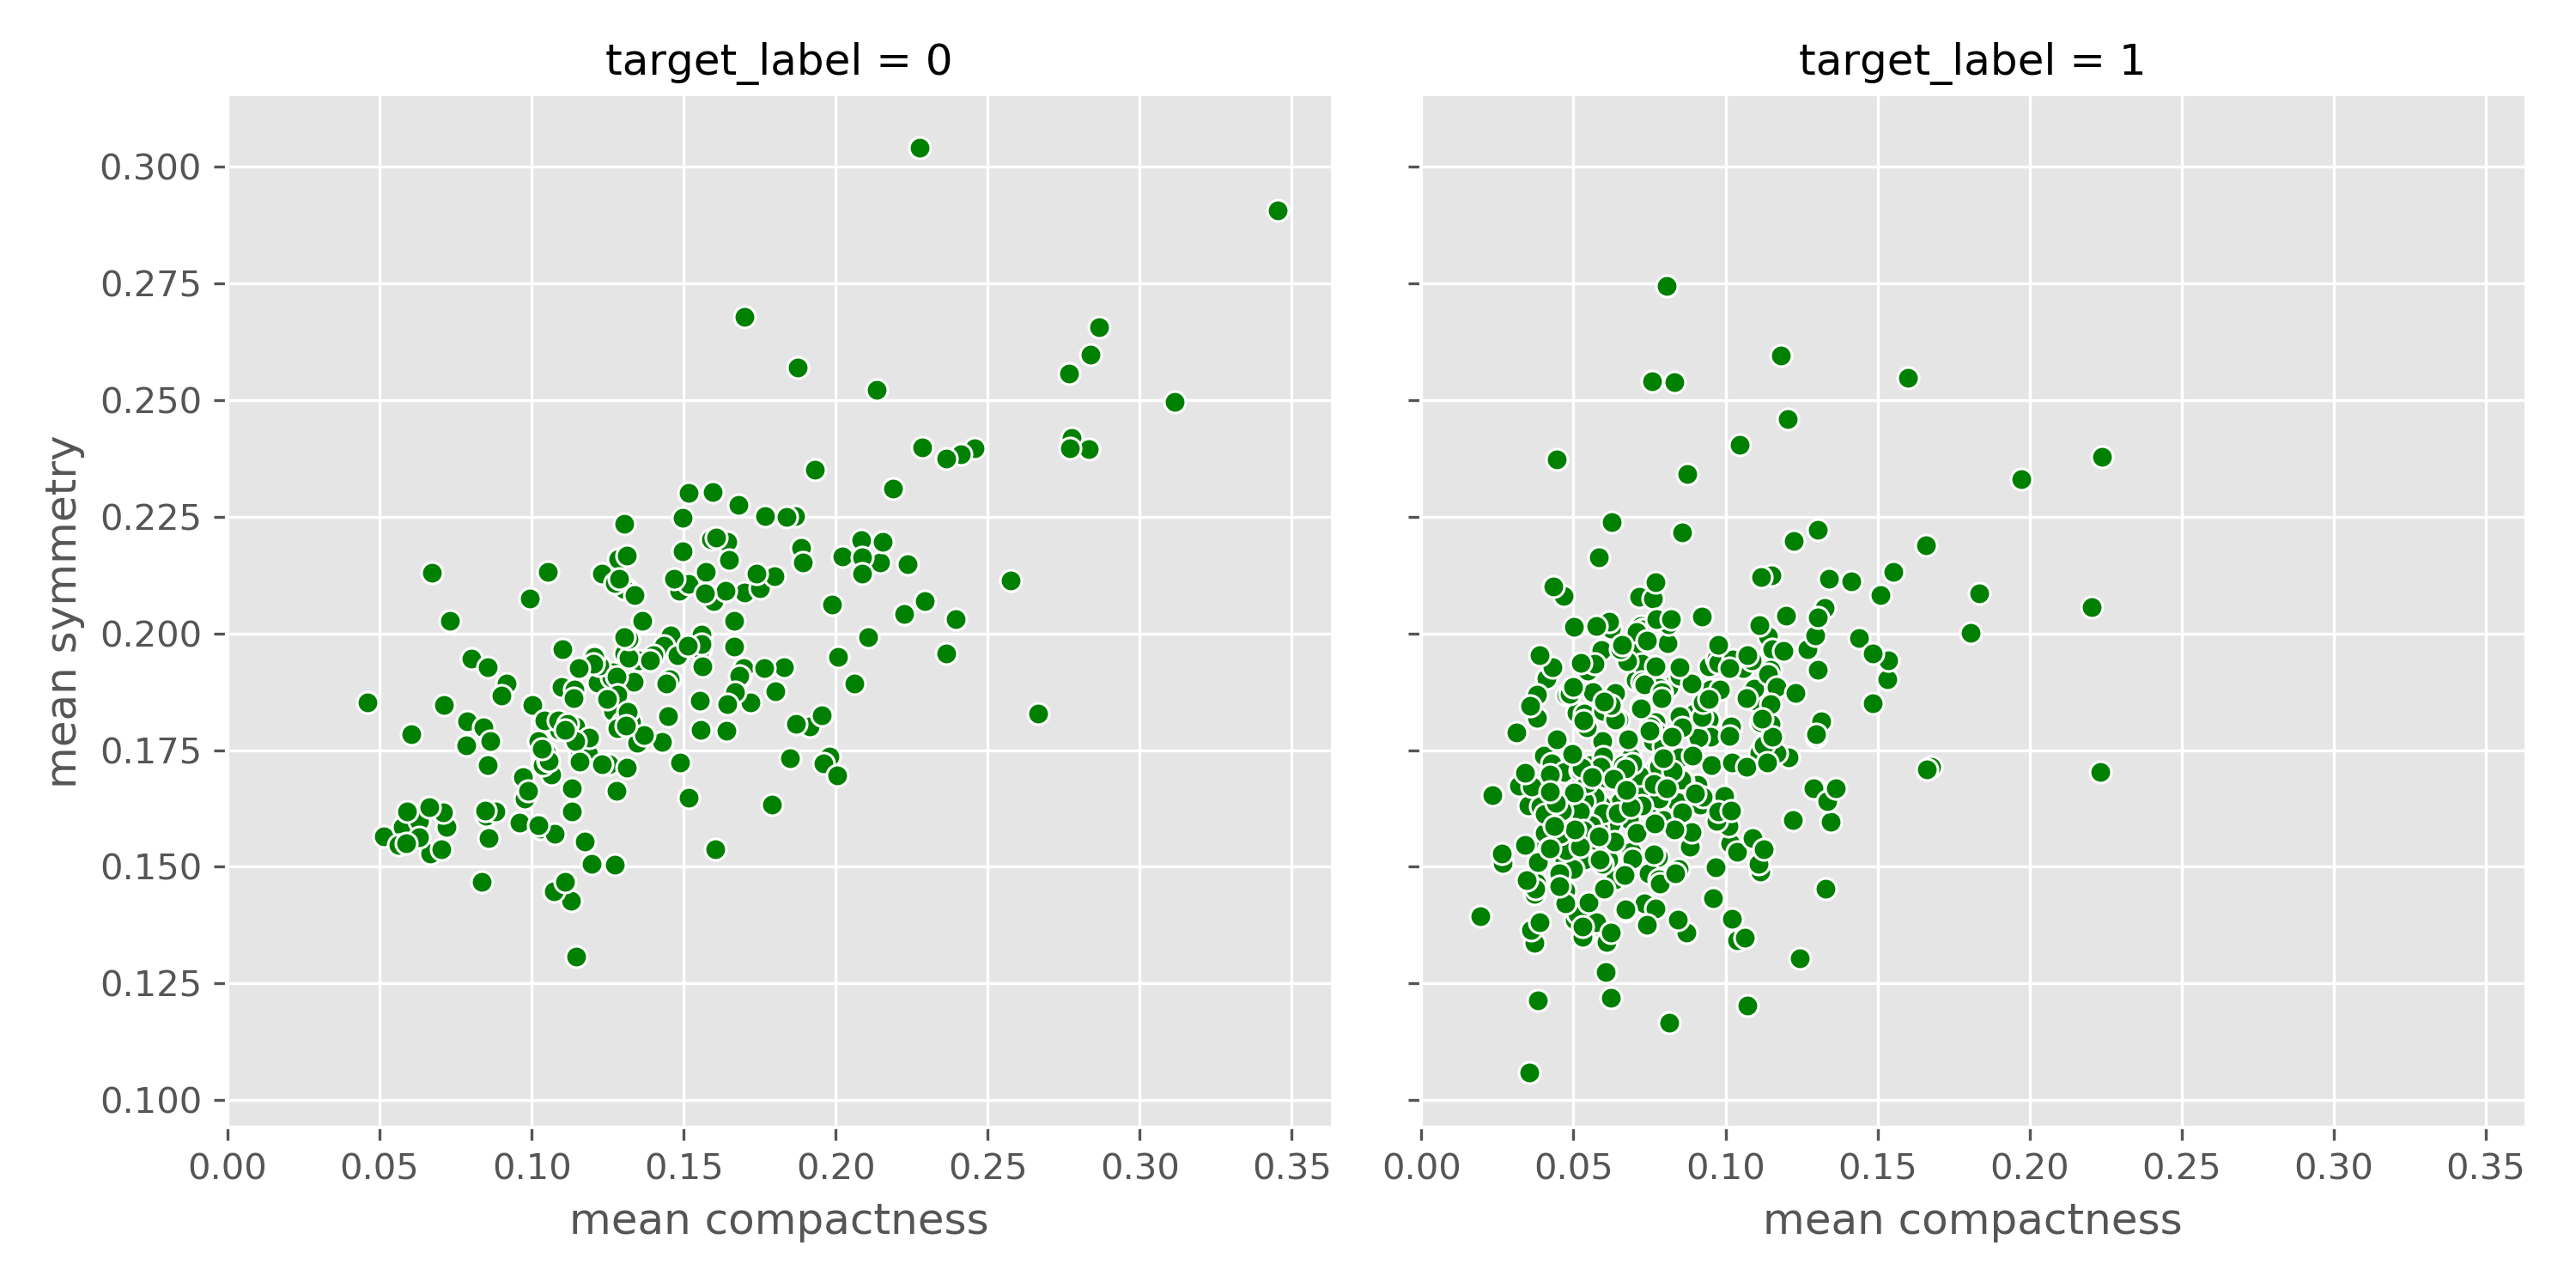 target_label = 0
target_label = 1
0.300
0.275
0.250
0.225
0.200
0.175
0.150
0.125
0.100
mean symmetry
0.00 0.05 0.10 0.15 0.20 0.25 0.30 0.35
0.00 0.05 0.10 0.15 0.20 0.25 0.30 0.35
mean compactness
mean compactness